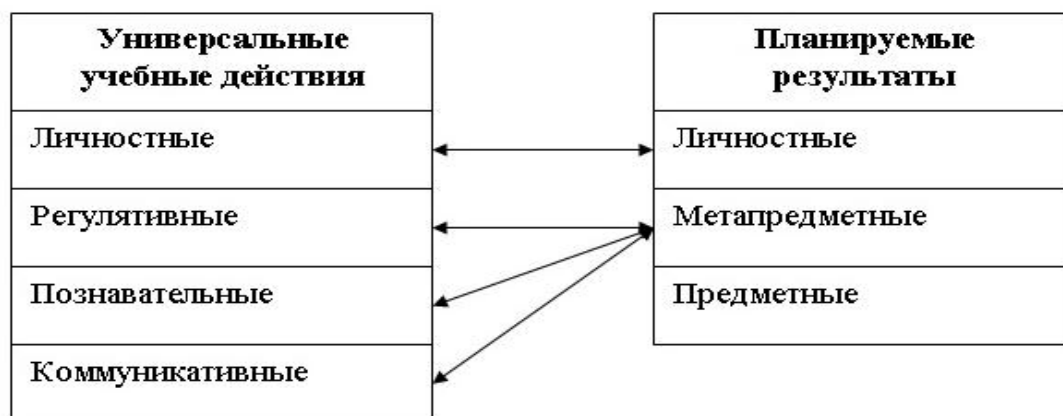 Универсальные
учебные действия
Личностные
Регулятивные
Познавательные
Коммуникативные
Планируемые
результаты
Личностные
Метапредметные
Предметные